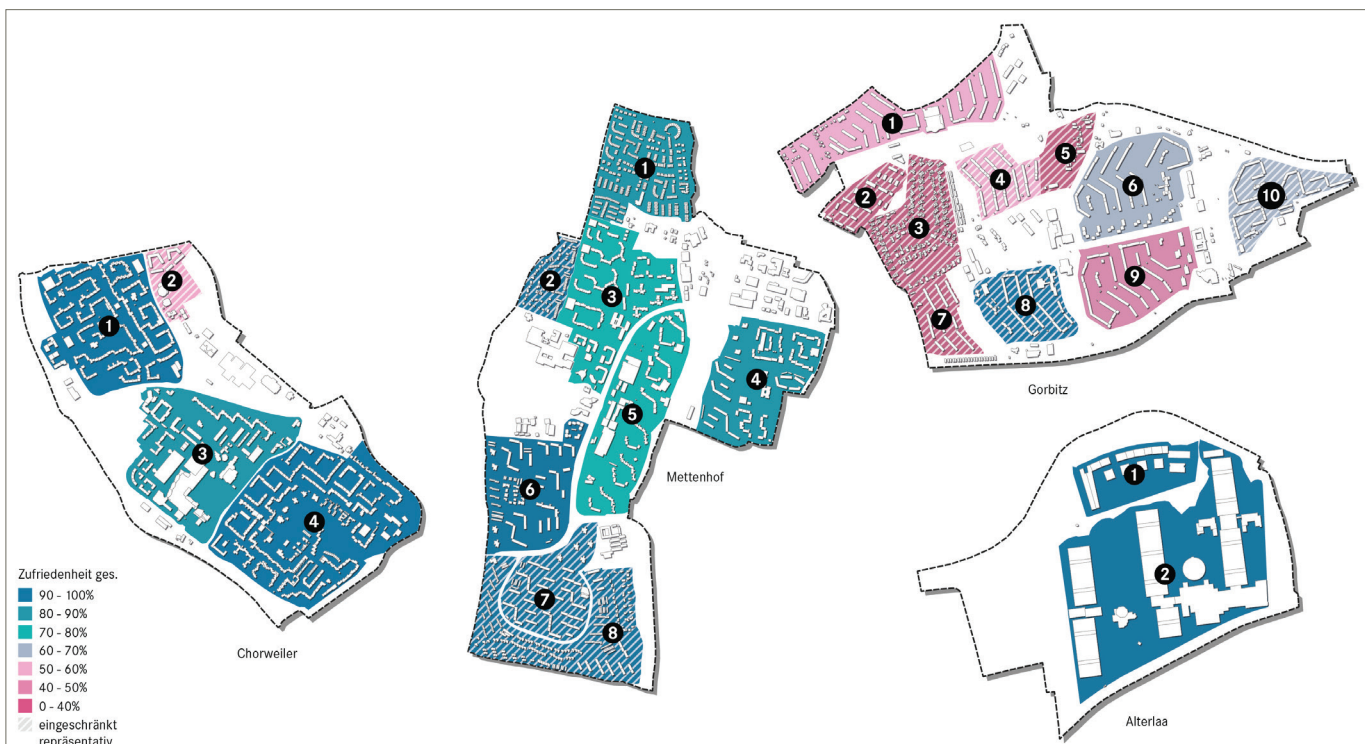 1
2
3
4
Chorweiler
1
2
3
4
5
6
7
8
Mettenhof
1
2
3
4
5
6
7
8
9
10
Gorbitz
1
2
Alterlaa
Zufriedenheit ges.
90 - 100%
80 - 90%
70 - 80%
60 - 70%
50 - 60%
40 - 50%
0 - 40%
eingeschränkt
repräsentativ